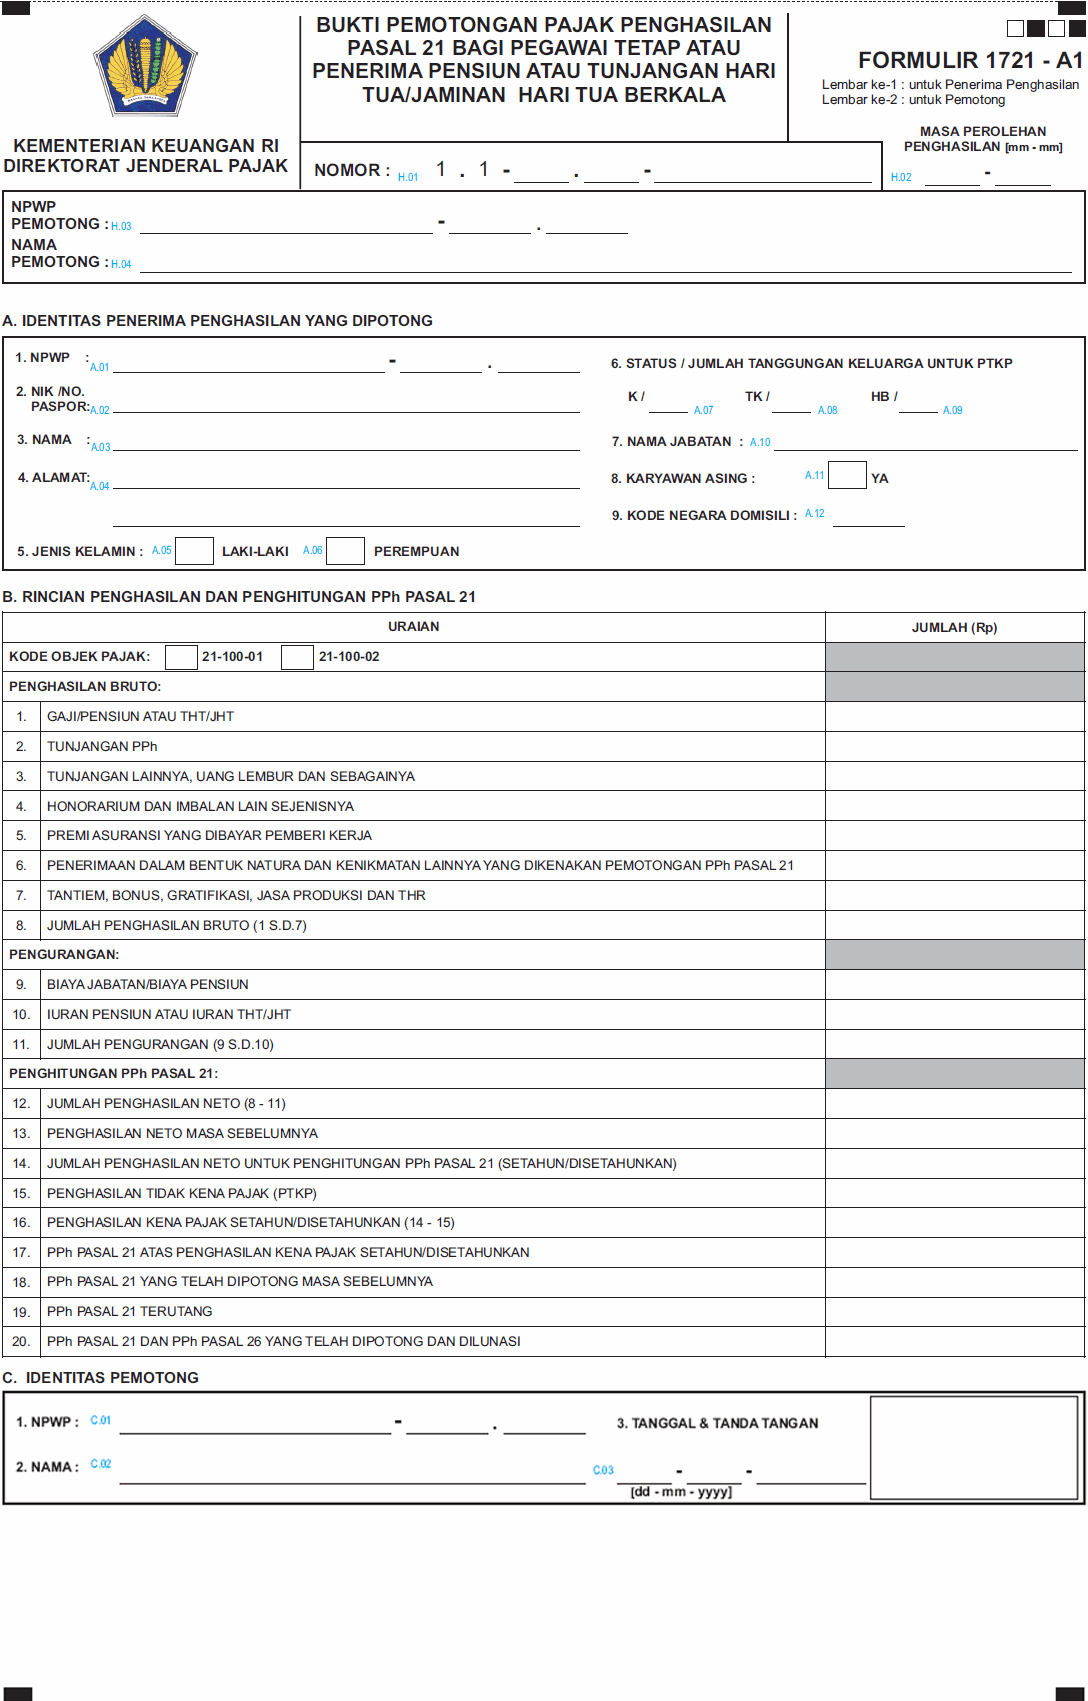 BUKTI PEMOTONGAN PAJAK PENGHASILAN
PASAL 21 BAGI PEGAWAI TETAP ATAU
PENERIMA PENSIUN ATAU TUNJANGAN HARI
TUA/JAMINAN HARI TUA BERKALA
FORMULIR 1721 - A1
Lembar ke-1 : untuk Penerima Penghasilan
Lembar ke-2 : untuk Pemotong
KEMENTERIAN KEUANGAN RI
DIREKTORAT JENDERAL PAJAK
MASA PEROLEHAN
PENGHASILAN [mm - mm]
NOMOR : H.01 1 . 1 - . -
H.02 -
NPWP
PEMOTONG : H.03 - .
NAMA
PEMOTONG : H.04
A. IDENTITAS PENERIMA PENGHASILAN YANG DIPOTONG
1. NPWP : A.01 - .
2. NIK /NO.
PASPOR: A.02
3. NAMA : A.03
4. ALAMAT: A.04
5. JENIS KELAMIN : A.05 LAKI-LAKI A.06 PEREMPUAN
6. STATUS / JUMLAH TANGGUNGAN KELUARGA UNTUK PTKP
K / A.07 TK / A.08 HB / A.09
7. NAMA JABATAN : A.10
8. KARYAWAN ASING : A.11 YA
9. KODE NEGARA DOMISILI : A.12
B. RINCIAN PENGHASILAN DAN PENGHITUNGAN PPh PASAL 21
URAIAN JUMLAH (Rp)
KODE OBJEK PAJAK: 21-100-01 21-100-02
PENGHASILAN BRUTO:
1. GAJI/PENSIUN ATAU THT/JHT
2. TUNJANGAN PPh
3. TUNJANGAN LAINNYA, UANG LEMBUR DAN SEBAGAINYA
4. HONORARIUM DAN IMBALAN LAIN SEJENISNYA
5. PREMI ASURANSI YANG DIBAYAR PEMBERI KERJA
6. PENERIMAAN DALAM BENTUK NATURA DAN KENIKMATAN LAINNYA YANG DIKENAKAN PEMOTONGAN PPh PASAL 21
7. TANTIEM, BONUS, GRATIFIKASI, JASA PRODUKSI DAN THR
8. JUMLAH PENGHASILAN BRUTO (1 S.D.7)
PENGURANGAN:
9. BIAYA JABATAN/BIAYA PENSIUN
10. IURAN PENSIUN ATAU IURAN THT/JHT
11. JUMLAH PENGURANGAN (9 S.D.10)
PENGHITUNGAN PPh PASAL 21:
12. JUMLAH PENGHASILAN NETO (8 - 11)
13. PENGHASILAN NETO MASA SEBELUMNYA
14. JUMLAH PENGHASILAN NETO UNTUK PENGHITUNGAN PPh PASAL 21 (SETAHUN/DISETAHUNKAN)
15. PENGHASILAN TIDAK KENA PAJAK (PTKP)
16. PENGHASILAN KENA PAJAK SETAHUN/DISETAHUNKAN (14 - 15)
17. PPh PASAL 21 ATAS PENGHASILAN KENA PAJAK SETAHUN/DISETAHUNKAN
18. PPh PASAL 21 YANG TELAH DIPOTONG MASA SEBELUMNYA
19. PPh PASAL 21 TERUTANG
20. PPh PASAL 21 DAN PPh PASAL 26 YANG TELAH DIPOTONG DAN DILUNASI
C. IDENTITAS PEMOTONG
1. NPWP : C.01 - .
2. NAMA : C.02
3. TANGGAL & TANDA TANGAN
C.03 - -
[dd - mm - yyyy]